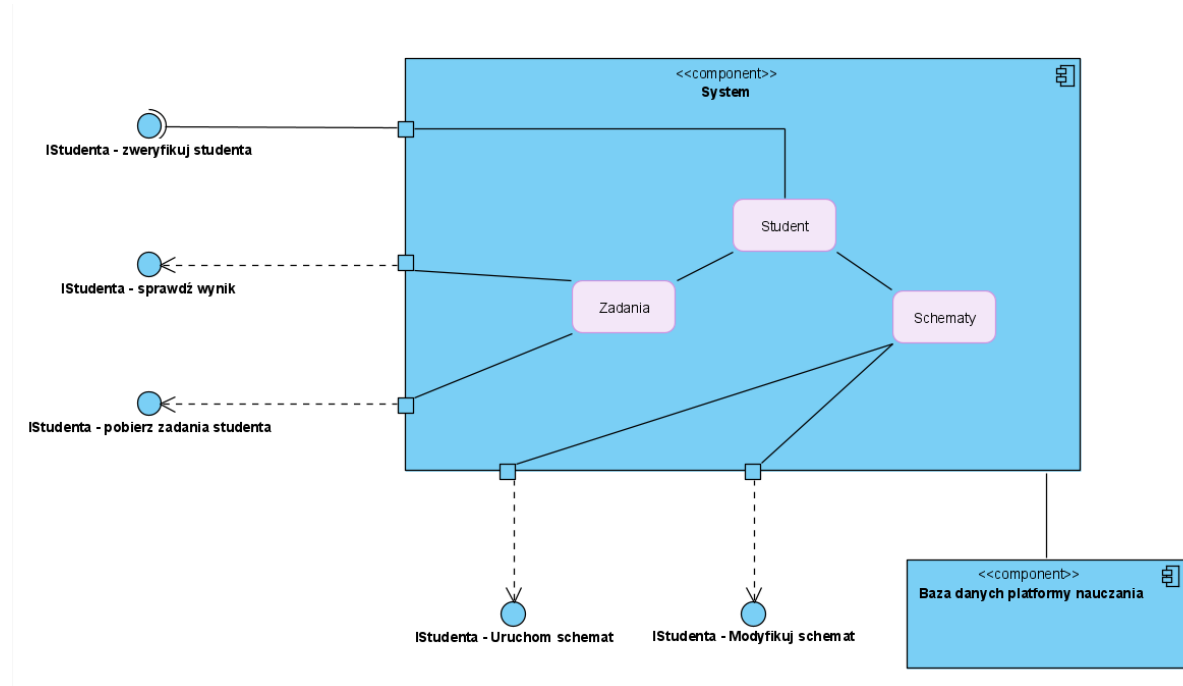 <<component>>
System
IStudenta - zweryfikuj studenta
Student
IStudenta - sprawdź wynik
Zadania
Schematy
IStudenta - pobierz zadania studenta
<<component>>
Baza danych platformy nauczania
IStudenta - Uruchom schemat
IStudenta - Modyfikuj schemat